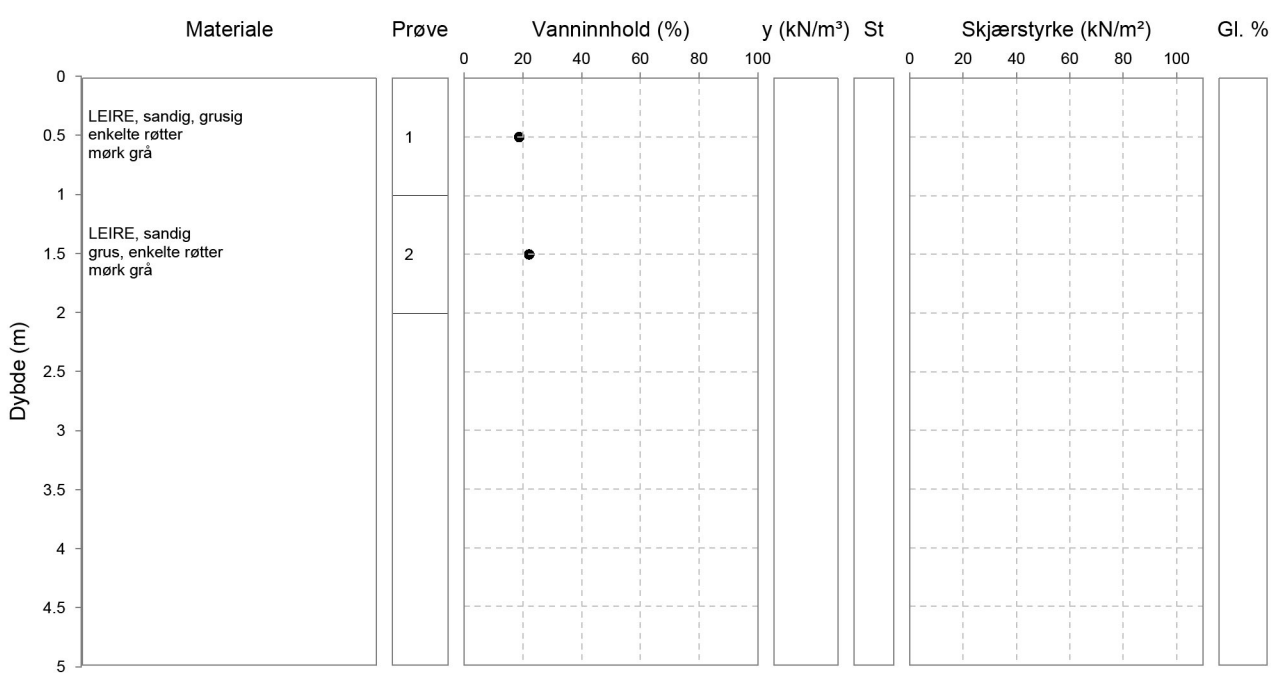 Materiale Prøve Vanninnhold (%) y (kN/m³) St Skjærstyrke (kN/m²) Gl. %
0 20 40 60 80 100 0 20 40 60 80 100
0
LEIRE, sandig, grusig
0.5 enkelte røtter 1
mørk grå
1
LEIRE, sandig
1.5 grus, enkelte røtter 2
mørk grå
2
2.5
3
3.5
4
4.5
5
Dybde (m)